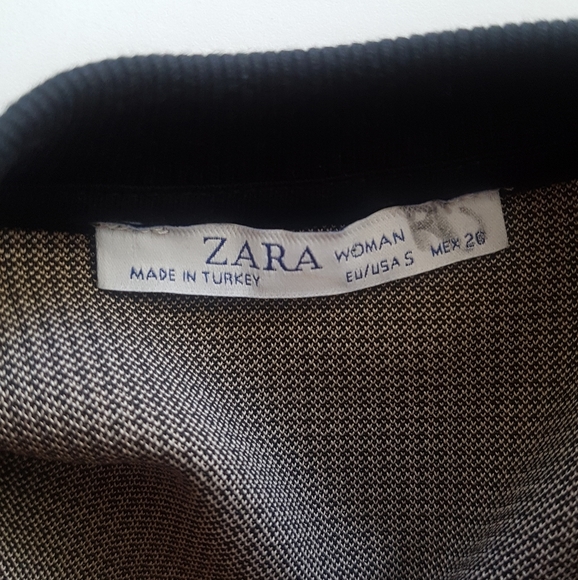 ZARA WOMAN
MADE IN TURKEY EU/USA S MEX 26